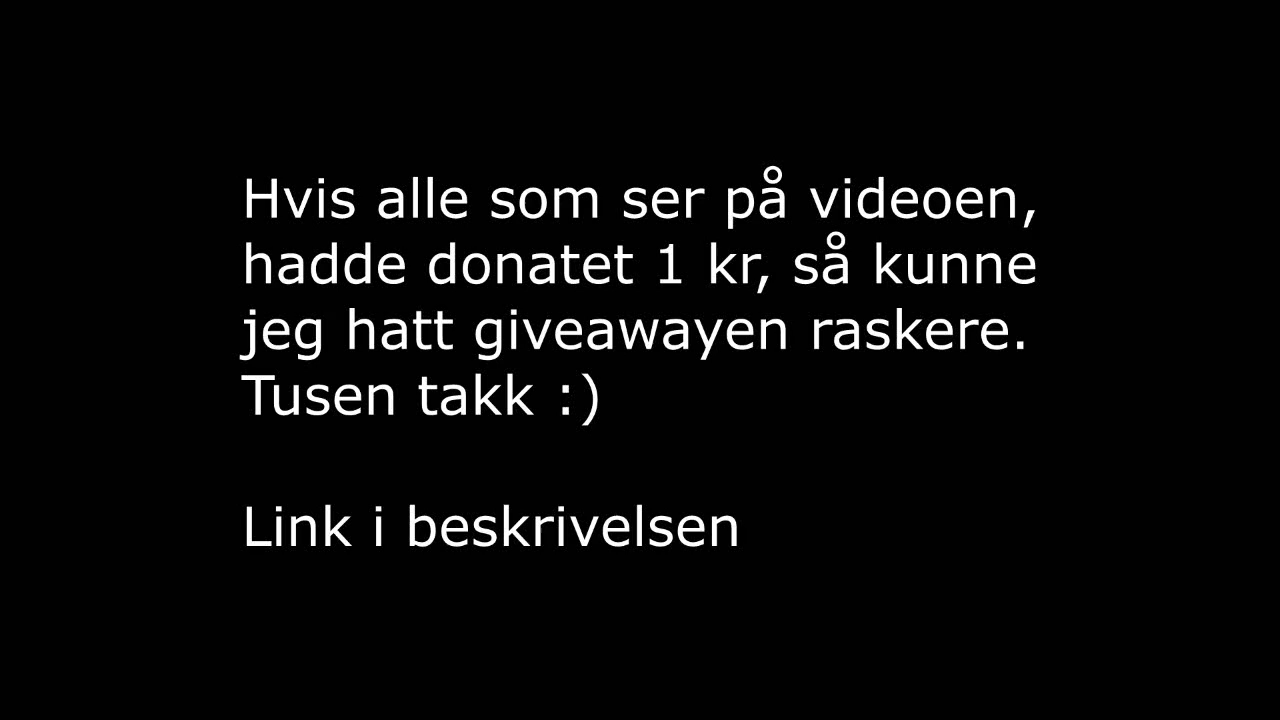 Hvis alle som ser på videoen,
hadde donatet 1 kr, så kunne
jeg hatt giveawayen raskere.
Tusen takk :)
Link i beskrivelsen